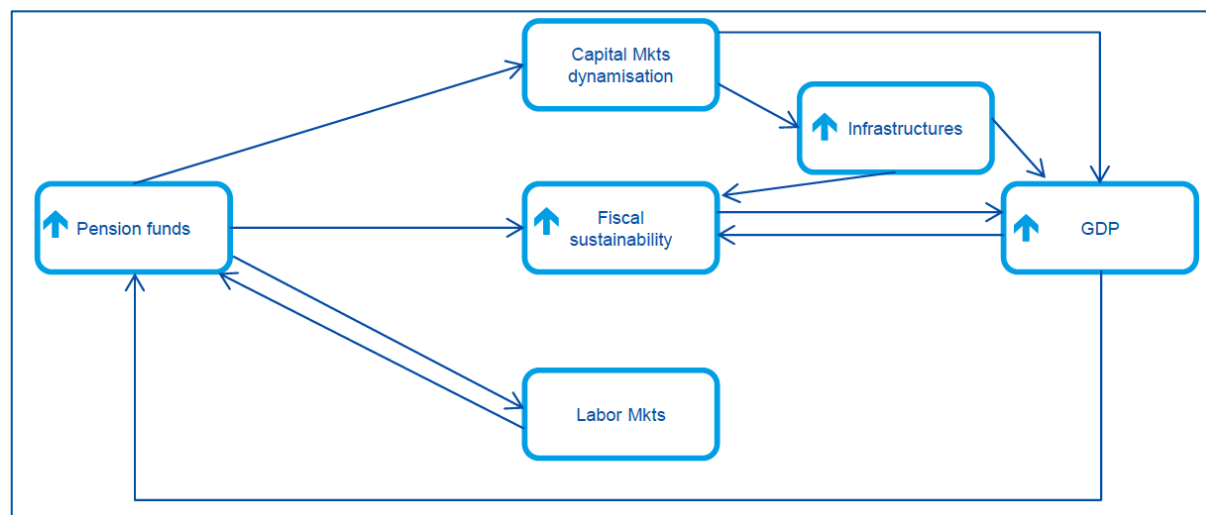 Capital Mkts
dynamisation
Infrastructures
Pension funds
Fiscal
sustainability
GDP
Labor Mkts